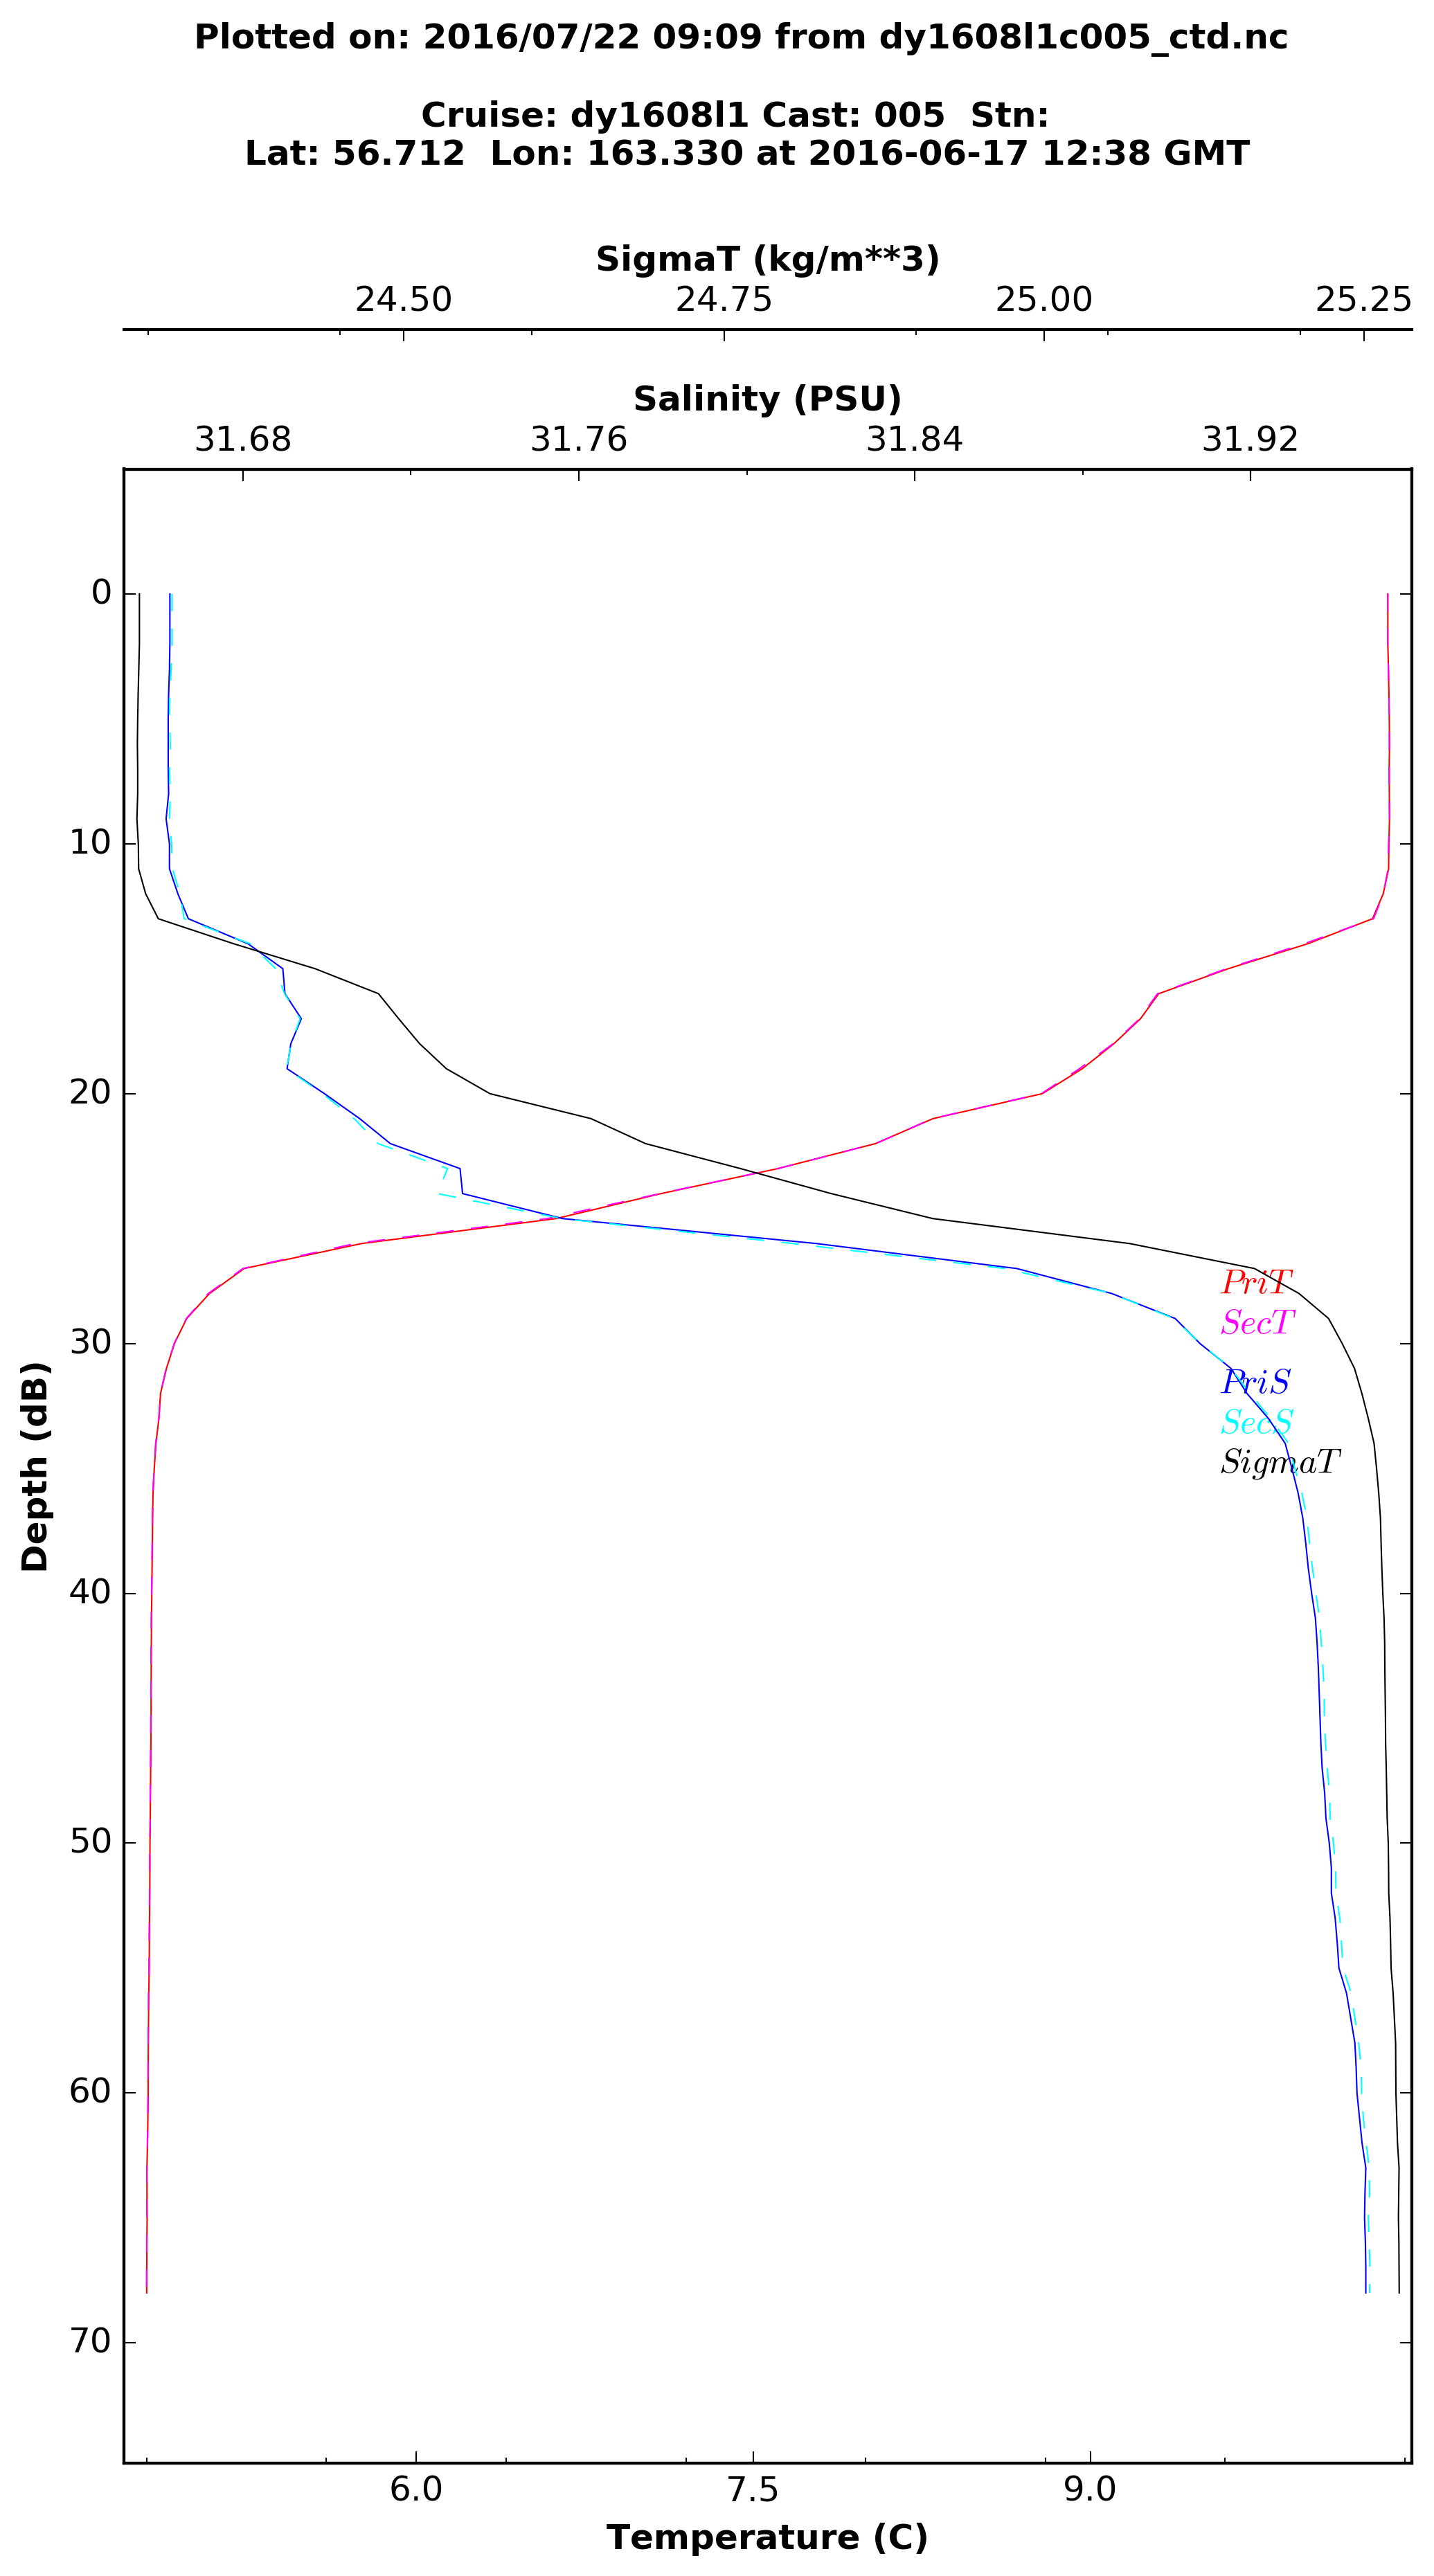 Plotted on: 2016/07/22 09:09 from dy1608l1c005_ctd.nc
Cruise: dy1608l1 Cast: 005  Stn:
Lat: 56.712  Lon: 163.330 at 2016-06-17 12:38 GMT
SigmaT (kg/m**3)
24.50 24.75 25.00 25.25
Salinity (PSU)
31.68 31.76 31.84 31.92
0
10
20
30
40
50
60
70
Depth (dB)
PriT
SecT
PriS
SecS
SigmaT
6.0 7.5 9.0
Temperature (C)